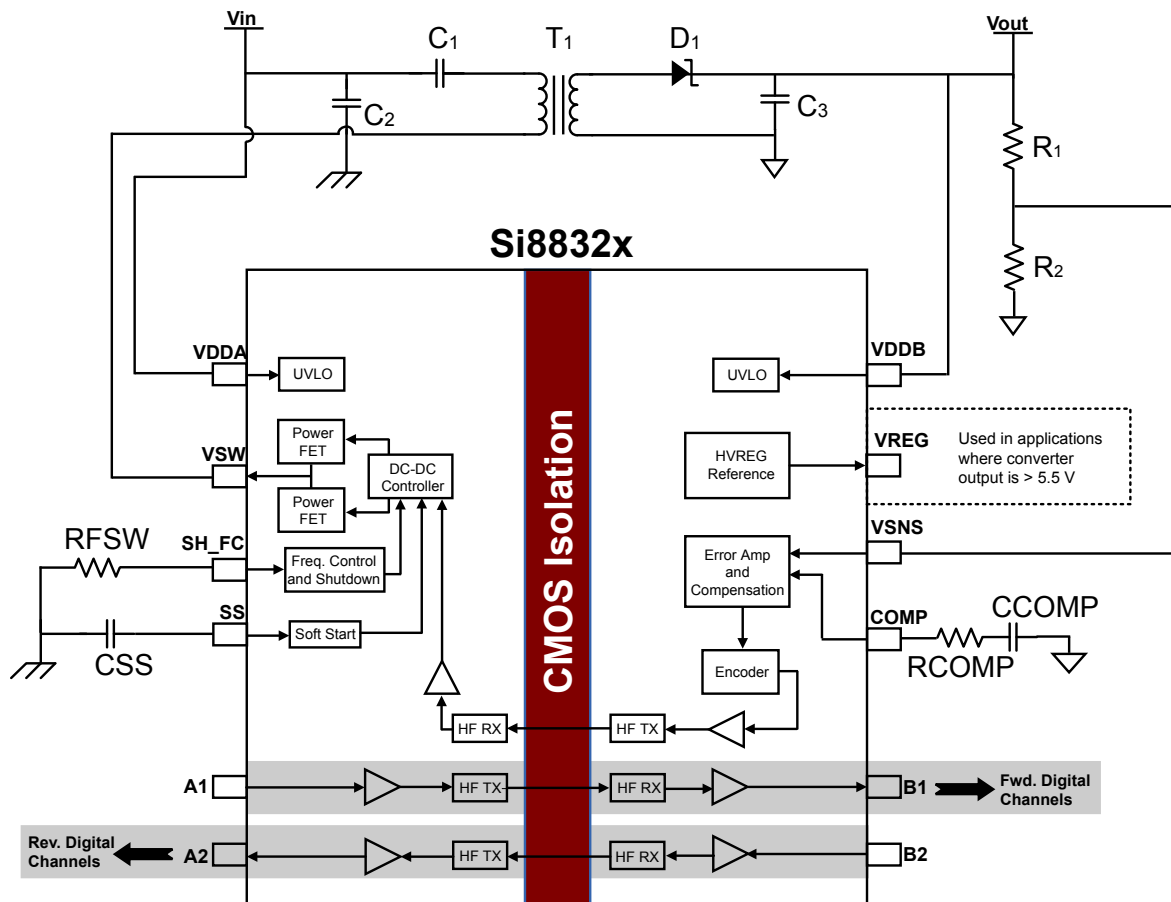 Vin
C1
T1
D1
Vout
C2
C3
R1
R2
Si8832x
VDDA
UVLO
UVLO
VDDB
Power
FET
VSW
DC-DC
Controller
Power
FET
HVREG
Reference
VREG
Used in applications
where converter
output is > 5.5 V
CMOS Isolation
RFSW
SH_FC
Freq. Control
and Shutdown
Error Amp
and
Compensation
VSNS
SS
Soft Start
CSS
COMP
CCOMP
RCOMP
Encoder
HF RX
HF TX
A1
HF TX
HF RX
B1
Fwd. Digital
Channels
Rev. Digital
Channels
A2
HF TX
HF RX
B2